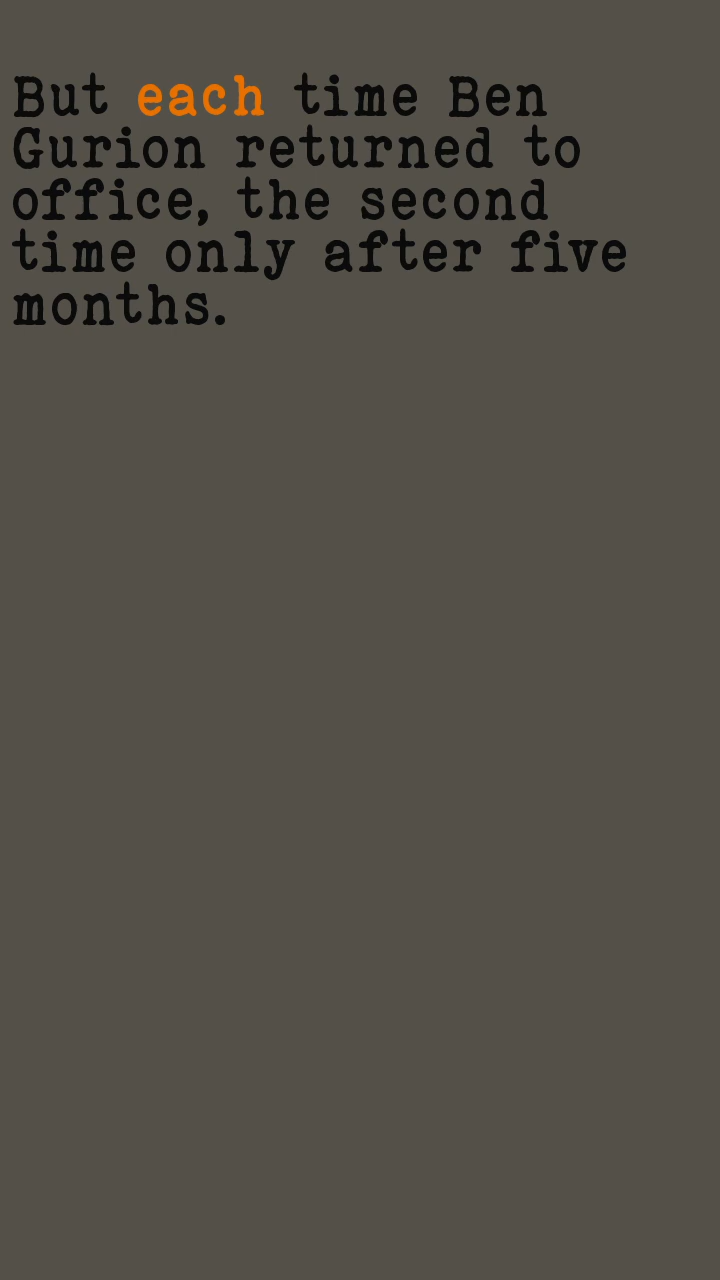 But each time Ben
Gurion returned to
office, the second
time only after five
months.